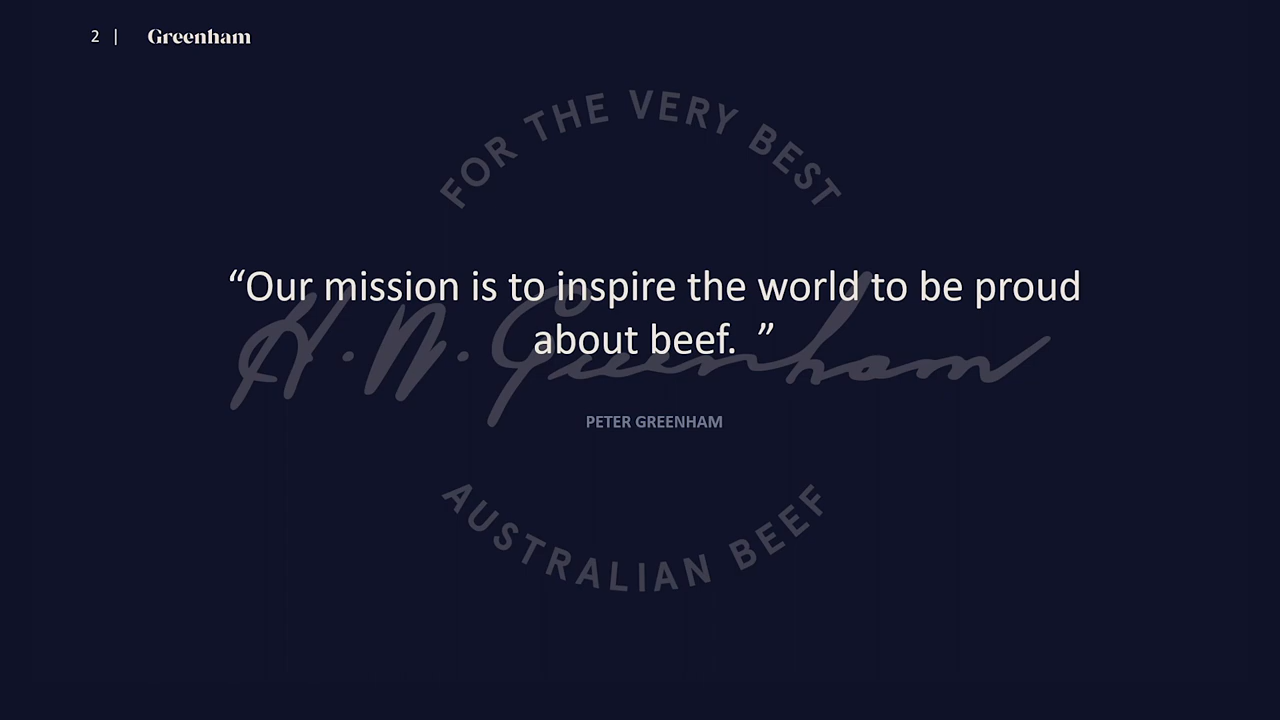 2 | Greenham
FOR THE VERY BEST
“Our mission is to inspire the world to be proud
about beef. ”
H.W. Greenham
PETER GREENHAM
AUSTRALIAN BEEF